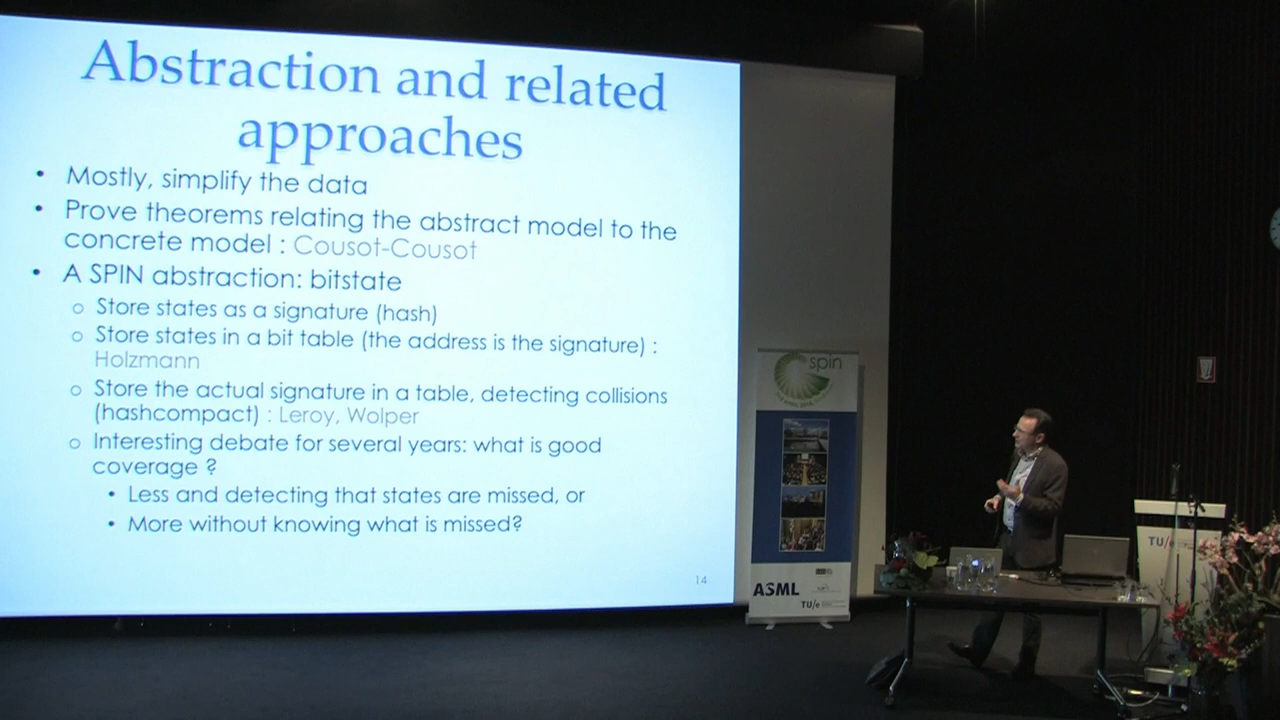 Abstraction and related
approaches
• Mostly, simplify the data
• Prove theorems relating the abstract model to the
concrete model : Cousot-Cousot
• A SPIN abstraction: bitstate
o Store states as a signature (hash)
o Store states in a bit table (the address is the signature) :
Holzmann
o Store the actual signature in a table, detecting collisions
(hashcompact) : Leroy, Wolper
o Interesting debate for several years: what is good
coverage ?
• Less and detecting that states are missed, or
• More without knowing what is missed?
14
spin
ASML
TU/e
TU/e